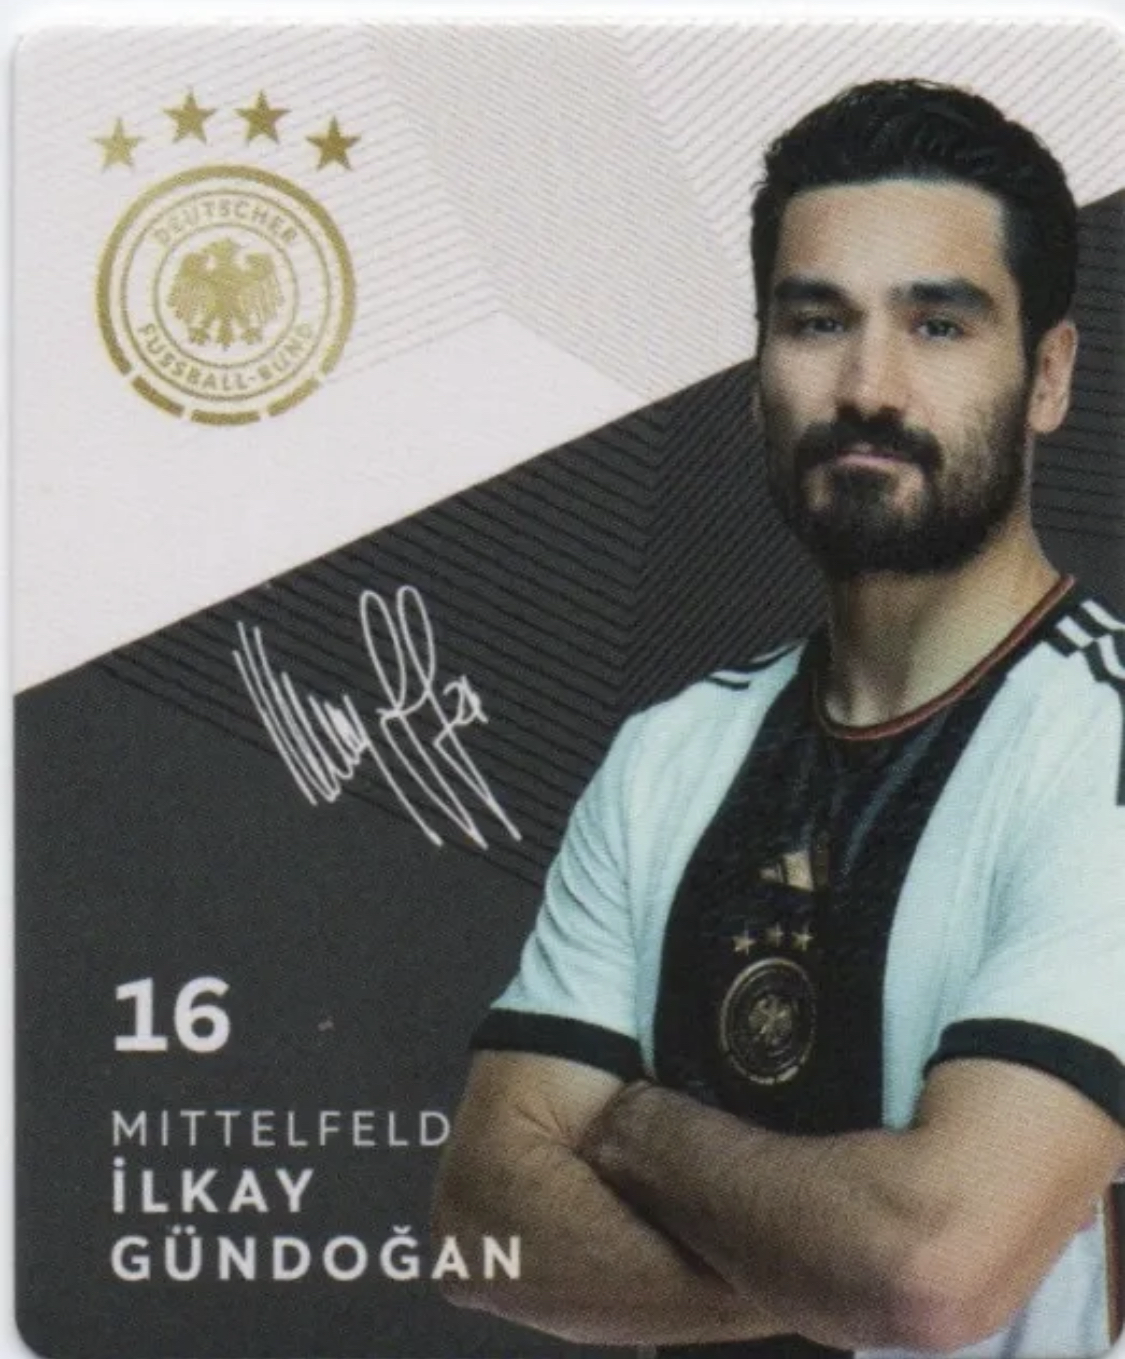 DEUTSCHER
FUSSBALL-BUND
16
MITTELFELD
İLKAY
GÜNDOĞAN